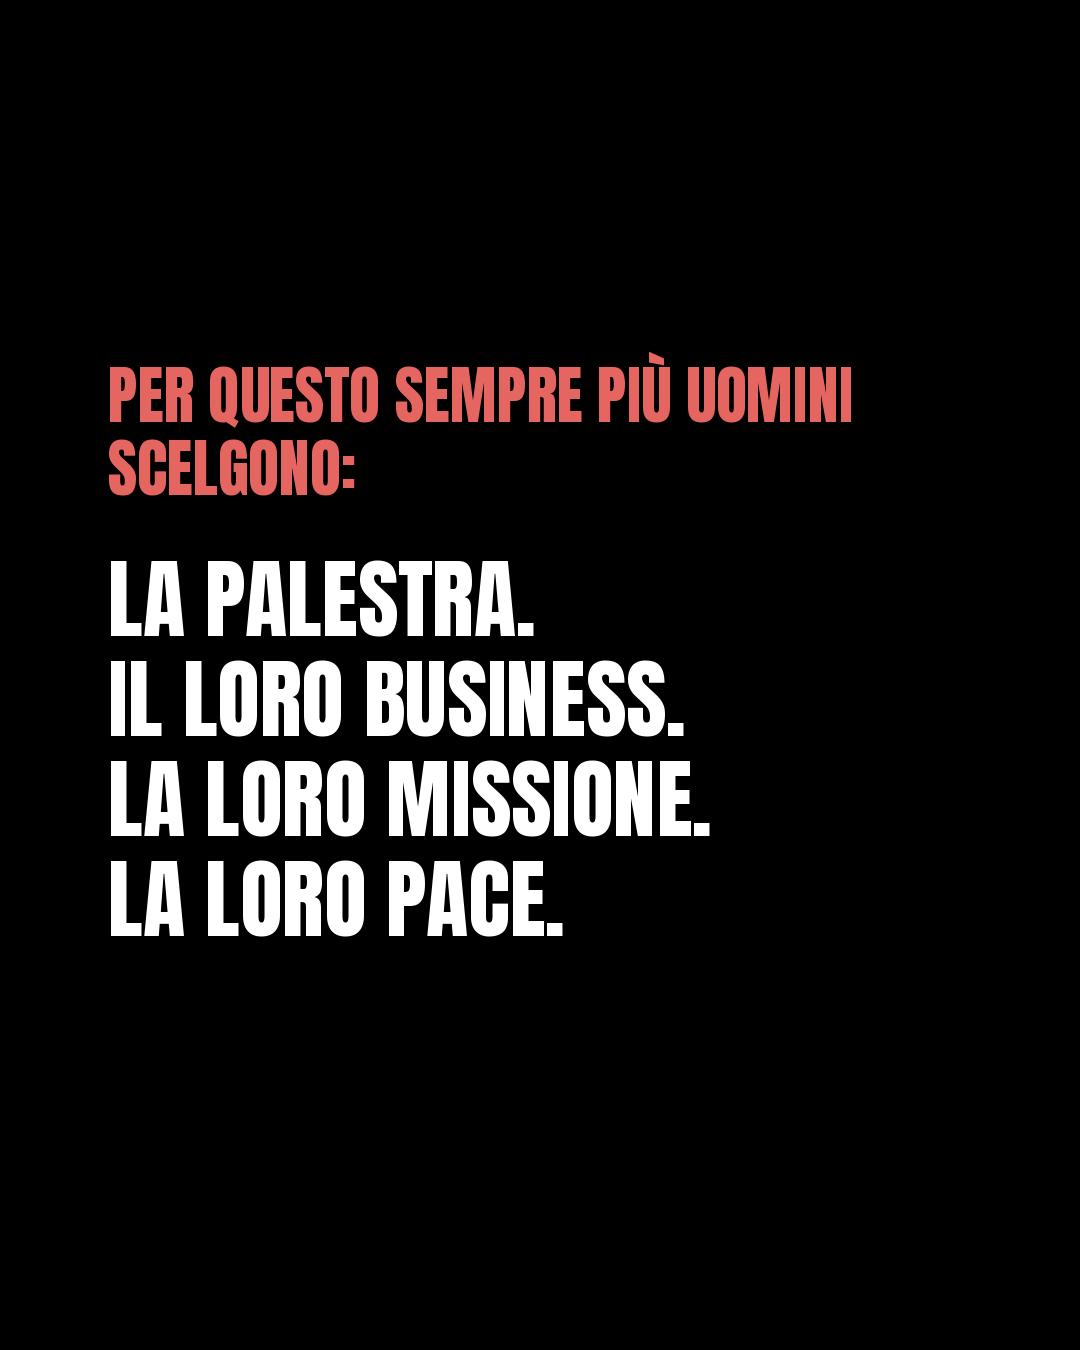 PER QUESTO SEMPRE PIÙ UOMINI
SCELGONO:
LA PALESTRA.
IL LORO BUSINESS.
LA LORO MISSIONE.
LA LORO PACE.